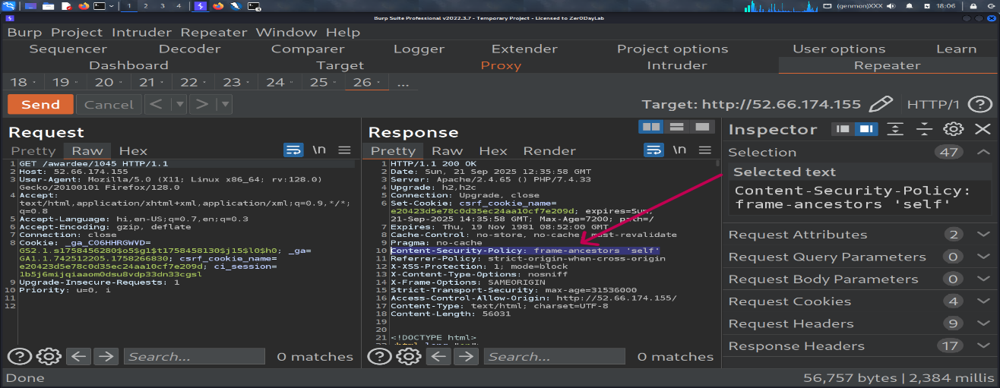 1 2 3 4
(genmon)XXX 18:06
Burp Suite Professional v2022.3.7 - Temporary Project - Licensed to Zer0DayLab
Burp Project Intruder Repeater Window Help
Sequencer Decoder Comparer Logger Extender Project options User options Learn
Dashboard Target Proxy Intruder Repeater
18 19 20 21 22 23 24 25 26 ...
Send Cancel < > Target: http://52.66.174.155 HTTP/1 ?
Request
Pretty Raw Hex \n
1 GET /awardee/1045 HTTP/1.1
2 Host: 52.66.174.155
3 User-Agent: Mozilla/5.0 (X11; Linux x86_64; rv:128.0)
Gecko/20100101 Firefox/128.0
4 Accept:
text/html,application/xhtml+xml,application/xml;q=0.9,*/*;
q=0.8
5 Accept-Language: hi,en-US;q=0.7,en;q=0.3
6 Accept-Encoding: gzip, deflate
7 Connection: close
8 Cookie: _ga_C06HHRGWVD=
GS2.1.s1758456280$o5$g1$t1758458130$j15$l0$h0; _ga=
GA1.1.742512205.1758266830; csrf_cookie_name=
e20423d5e78c0d35ec24aa10cf7e209d; ci_session=
1b5j6mijqiaaom0dsu8vdp33dn33cgsl
9 Upgrade-Insecure-Requests: 1
10 Priority: u=0, i
11
12
? Search... 0 matches
Response
Pretty Raw Hex Render \n
1 HTTP/1.1 200 OK
2 Date: Sun, 21 Sep 2025 12:35:58 GMT
3 Server: Apache/2.4.65 () PHP/7.4.33
4 Upgrade: h2,h2c
5 Connection: Upgrade, close
6 Set-Cookie: csrf_cookie_name=
e20423d5e78c0d35ec24aa10cf7e209d; expires=Sun,
21-Sep-2025 14:35:58 GMT; Max-Age=7200; path=/
7 Expires: Thu, 19 Nov 1981 08:52:00 GMT
8 Cache-Control: no-store, no-cache, must-revalidate
9 Pragma: no-cache
10 Content-Security-Policy: frame-ancestors 'self'
11 Referrer-Policy: strict-origin-when-cross-origin
12 X-XSS-Protection: 1; mode=block
13 X-Content-Type-Options: nosniff
14 X-Frame-Options: SAMEORIGIN
15 Strict-Transport-Security: max-age=31536000
16 Access-Control-Allow-Origin: http://52.66.174.155/
17 Content-Type: text/html; charset=UTF-8
18 Content-Length: 56031
19
20
21 <!DOCTYPE html>
? Search... 0 matches
Inspector
Selection 47
Selected text
Content-Security-Policy:
frame-ancestors 'self'
Request Attributes 2
Request Query Parameters 0
Request Body Parameters 0
Request Cookies 4
Request Headers 9
Response Headers 17
Done 56,757 bytes | 2,384 millis